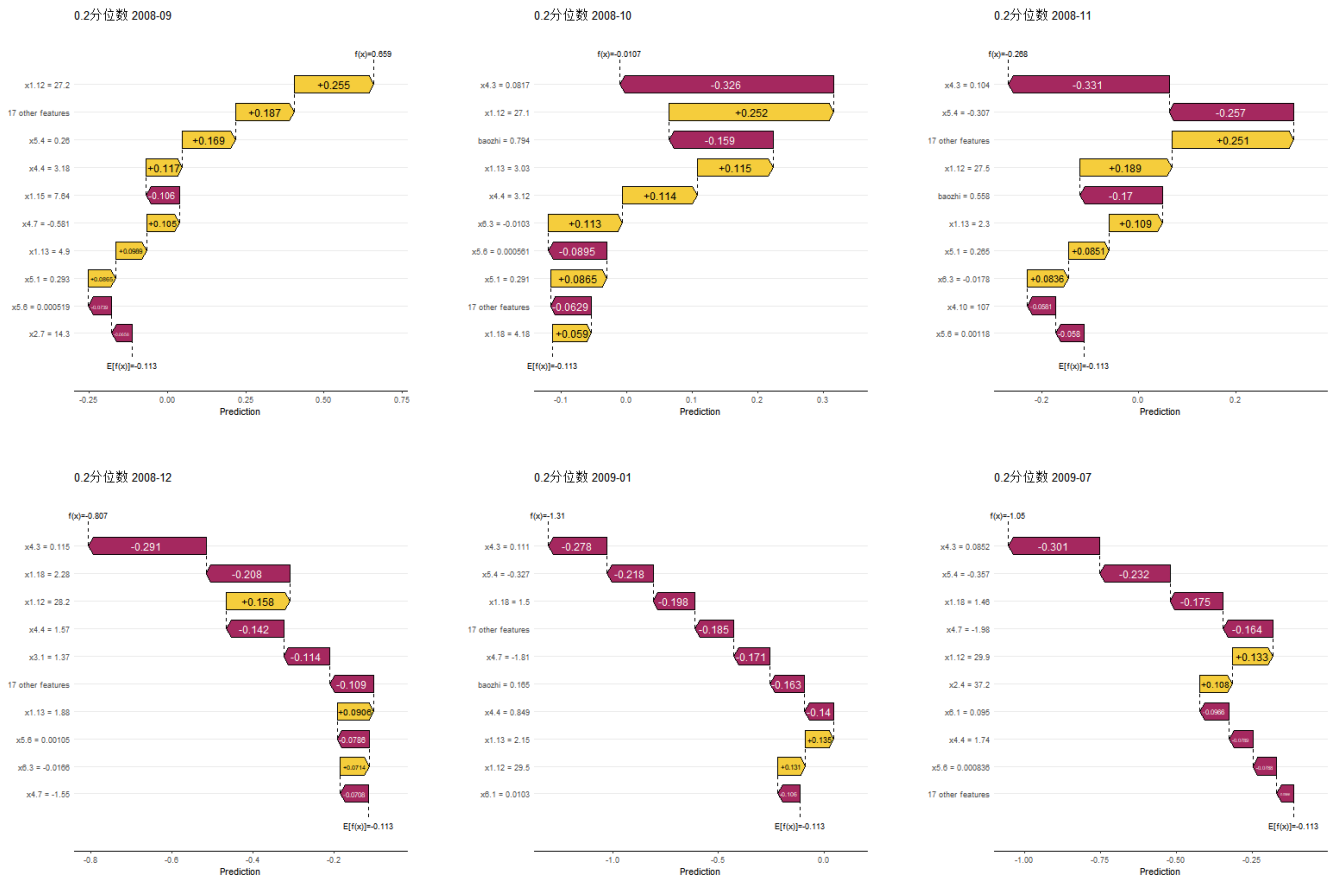 0.2分位数 2008-09
f(x)=0.659
x1.12 = 27.2
+0.255
17 other features
+0.187
x5.4 = 0.26
+0.169
x4.4 = 3.18
+0.117
x1.15 = 7.64
-0.106
x4.7 = -0.581
+0.105
x1.13 = 4.9
x5.1 = 0.293
+0.0865
x5.6 = 0.000519
x2.7 = 14.3
E[f(x)]=-0.113
-0.25 0.00 0.25 0.50 0.75
Prediction
0.2分位数 2008-10
f(x)=-0.0107
x4.3 = 0.0817
-0.326
x1.12 = 27.1
+0.252
baozhi = 0.794
-0.159
x1.13 = 3.03
+0.115
x4.4 = 3.12
+0.114
x6.3 = -0.0103
+0.113
x5.6 = 0.000561
-0.0895
x5.1 = 0.291
+0.0865
17 other features
-0.0629
x1.18 = 4.18
+0.059
E[f(x)]=-0.113
-0.1 0.0 0.1 0.2 0.3
Prediction
0.2分位数 2008-11
f(x)=-0.268
x4.3 = 0.104
-0.331
x5.4 = -0.307
-0.257
17 other features
+0.251
x1.12 = 27.5
+0.189
baozhi = 0.558
-0.17
x1.13 = 2.3
+0.109
x5.1 = 0.265
+0.0851
x6.3 = -0.0178
+0.0836
x4.10 = 107
-0.0581
x5.6 = 0.00118
-0.058
E[f(x)]=-0.113
-0.2 0.0 0.2
Prediction
0.2分位数 2008-12
f(x)=-0.807
x4.3 = 0.115
-0.291
x1.18 = 2.28
-0.208
x1.12 = 28.2
+0.158
x4.4 = 1.57
-0.142
x3.1 = 1.37
-0.114
17 other features
-0.109
x1.13 = 1.88
+0.0906
x5.6 = 0.00105
-0.0786
x6.3 = -0.0166
+0.0714
x4.7 = -1.55
-0.0708
E[f(x)]=-0.113
-0.8 -0.6 -0.4 -0.2
Prediction
0.2分位数 2009-01
f(x)=-1.31
x4.3 = 0.111
-0.278
x5.4 = -0.327
-0.218
x1.18 = 1.5
-0.198
17 other features
-0.185
x4.7 = -1.81
-0.171
baozhi = 0.165
-0.163
x4.4 = 0.849
-0.14
x1.13 = 2.15
+0.135
x1.12 = 29.5
+0.131
x6.1 = 0.0103
-0.106
E[f(x)]=-0.113
-1.0 -0.5 0.0
Prediction
0.2分位数 2009-07
f(x)=-1.05
x4.3 = 0.0852
-0.301
x5.4 = -0.357
-0.232
x1.18 = 1.46
-0.175
x4.7 = -1.98
-0.164
x1.12 = 29.9
+0.133
x2.4 = 37.2
+0.108
x6.1 = 0.095
-0.0966
x4.4 = 1.74
x5.6 = 0.000836
17 other features
E[f(x)]=-0.113
-1.00 -0.75 -0.50 -0.25
Prediction